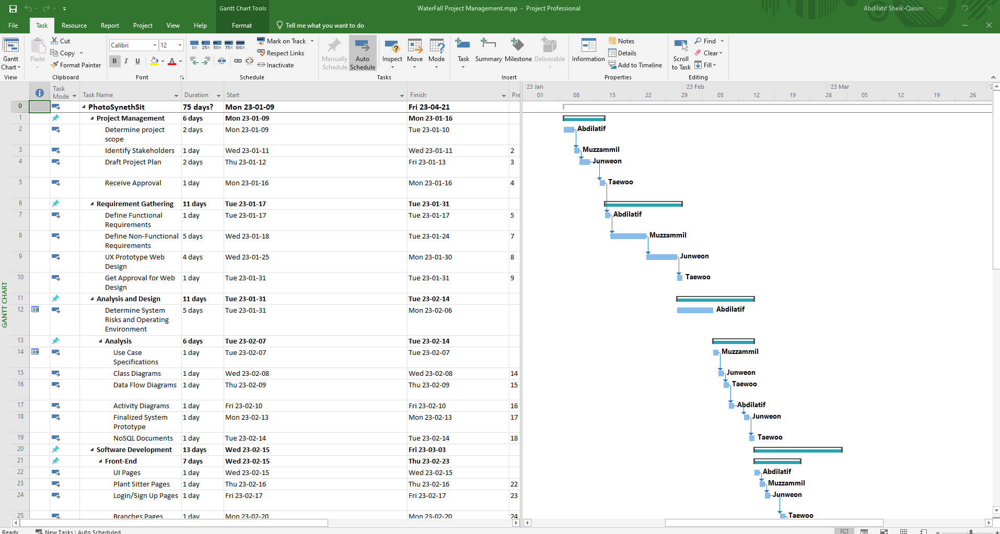 Gantt Chart Tools
WaterFall Project Management.mpp - Project Professional
Abdilatif Sheik-Qasim
File Task Resource Report Project View Help Format Tell me what you want to do
Gantt Chart
View
Paste
Cut
Copy
Format Painter
Clipboard
Calibri 12
B I U A
Font
0% 25% 50% 75% 100%
Mark on Track
Respect Links
Inactivate
Schedule
Manually Schedule
Auto Schedule
Inspect
Move
Mode
Tasks
Task
Summary
Milestone
Deliverable
Insert
Information
Notes
Details
Add to Timeline
Properties
Scroll to Task
Find
Clear
Fill
Editing
Task Mode Task Name Duration Start Finish Pre
'23 Jan '23 Feb '23 Mar
01 08 15 22 29 05 12 19 26 05 12 19 26
0 PhotoSynethSit 75 days? Mon 23-01-09 Fri 23-04-21
1 Project Management 6 days Mon 23-01-09 Mon 23-01-16
2 Determine project scope 2 days Mon 23-01-09 Tue 23-01-10 Abdilatif
3 Identify Stakeholders 1 day Wed 23-01-11 Wed 23-01-11 2 Muzzammil
4 Draft Project Plan 2 days Thu 23-01-12 Fri 23-01-13 3 Junweon
5 Receive Approval 1 day Mon 23-01-16 Mon 23-01-16 4 Taewoo
6 Requirement Gathering 11 days Tue 23-01-17 Tue 23-01-31
7 Define Functional Requirements 1 day Tue 23-01-17 Tue 23-01-17 5 Abdilatif
8 Define Non-Functional Requirements 5 days Wed 23-01-18 Tue 23-01-24 7 Muzzammil
9 UX Prototype Web Design 4 days Wed 23-01-25 Mon 23-01-30 8 Junweon
10 Get Approval for Web Design 1 day Tue 23-01-31 Tue 23-01-31 9 Taewoo
11 Analysis and Design 11 days Tue 23-01-31 Tue 23-02-14
12 Determine System Risks and Operating Environment 5 days Tue 23-01-31 Mon 23-02-06 Abdilatif
13 Analysis 6 days Tue 23-02-07 Tue 23-02-14
14 Use Case Specifications 1 day Tue 23-02-07 Tue 23-02-07 Muzzammil
15 Class Diagrams 1 day Wed 23-02-08 Wed 23-02-08 14 Junweon
16 Data Flow Diagrams 1 day Thu 23-02-09 Thu 23-02-09 15 Taewoo
17 Activity Diagrams 1 day Fri 23-02-10 Fri 23-02-10 16 Abdilatif
18 Finalized System Prototype 1 day Mon 23-02-13 Mon 23-02-13 17 Junweon
19 NoSQL Documents 1 day Tue 23-02-14 Tue 23-02-14 18 Taewoo
20 Software Development 13 days Wed 23-02-15 Fri 23-03-03
21 Front-End 7 days Wed 23-02-15 Thu 23-02-23
22 UI Pages 1 day Wed 23-02-15 Wed 23-02-15 Abdilatif
23 Plant Sitter Pages 1 day Thu 23-02-16 Thu 23-02-16 22 Muzzammil
24 Login/Sign Up Pages 1 day Fri 23-02-17 Fri 23-02-17 23 Junweon
25 Branches Pages 1 day Mon 23-02-20 Mon 23-02-20 24 Taewoo
GANTT CHART
Ready New Tasks : Auto Scheduled